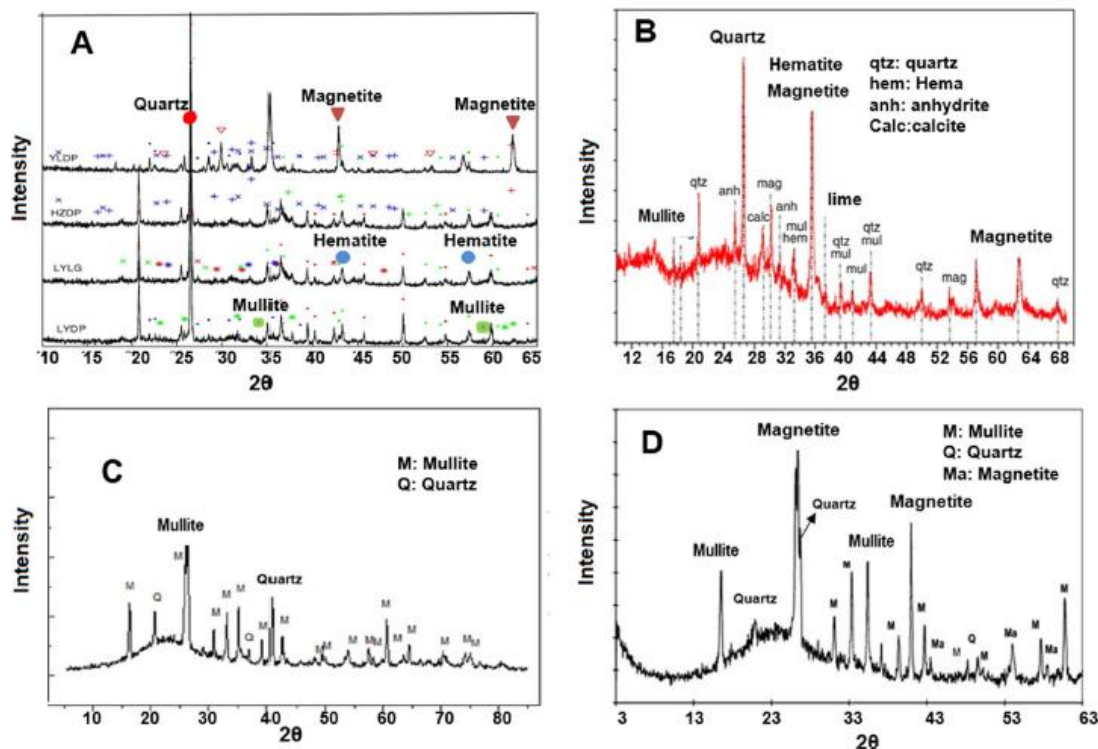 A
Quartz
Magnetite
Magnetite
YLDP
HZDP
Hematite
Hematite
LYLG
Mullite
Mullite
LYDP
Intensity
10 15 20 25 30 35 40 45 50 55 60 65
2θ
B
Quartz
Hematite
Magnetite
qtz: quartz
hem: Hema
anh: anhydrite
Calc:calcite
Mullite
qtz
anh
calc
mag
anh
mul
hem
lime
qtz
mul
mul
qtz
mul
qtz
mag
Magnetite
qtz
Intensity
10 12 16 20 24 28 32 36 40 44 48 52 56 60 64 68
2θ
C
M: Mullite
Q: Quartz
Mullite
Quartz
M
Q
M
M
M
M
Q
M
M
M
M
M
M
M
M
M
M
M
M
Intensity
10 20 30 40 50 60 70 80
2θ
D
Magnetite
M: Mullite
Q: Quartz
Ma: Magnetite
Quartz
Magnetite
Mullite
Mullite
Quartz
M
M
M
M
Ma
M
Q
M
Ma
M
Ma
M
Intensity
3 13 23 33 43 53 63
2θ